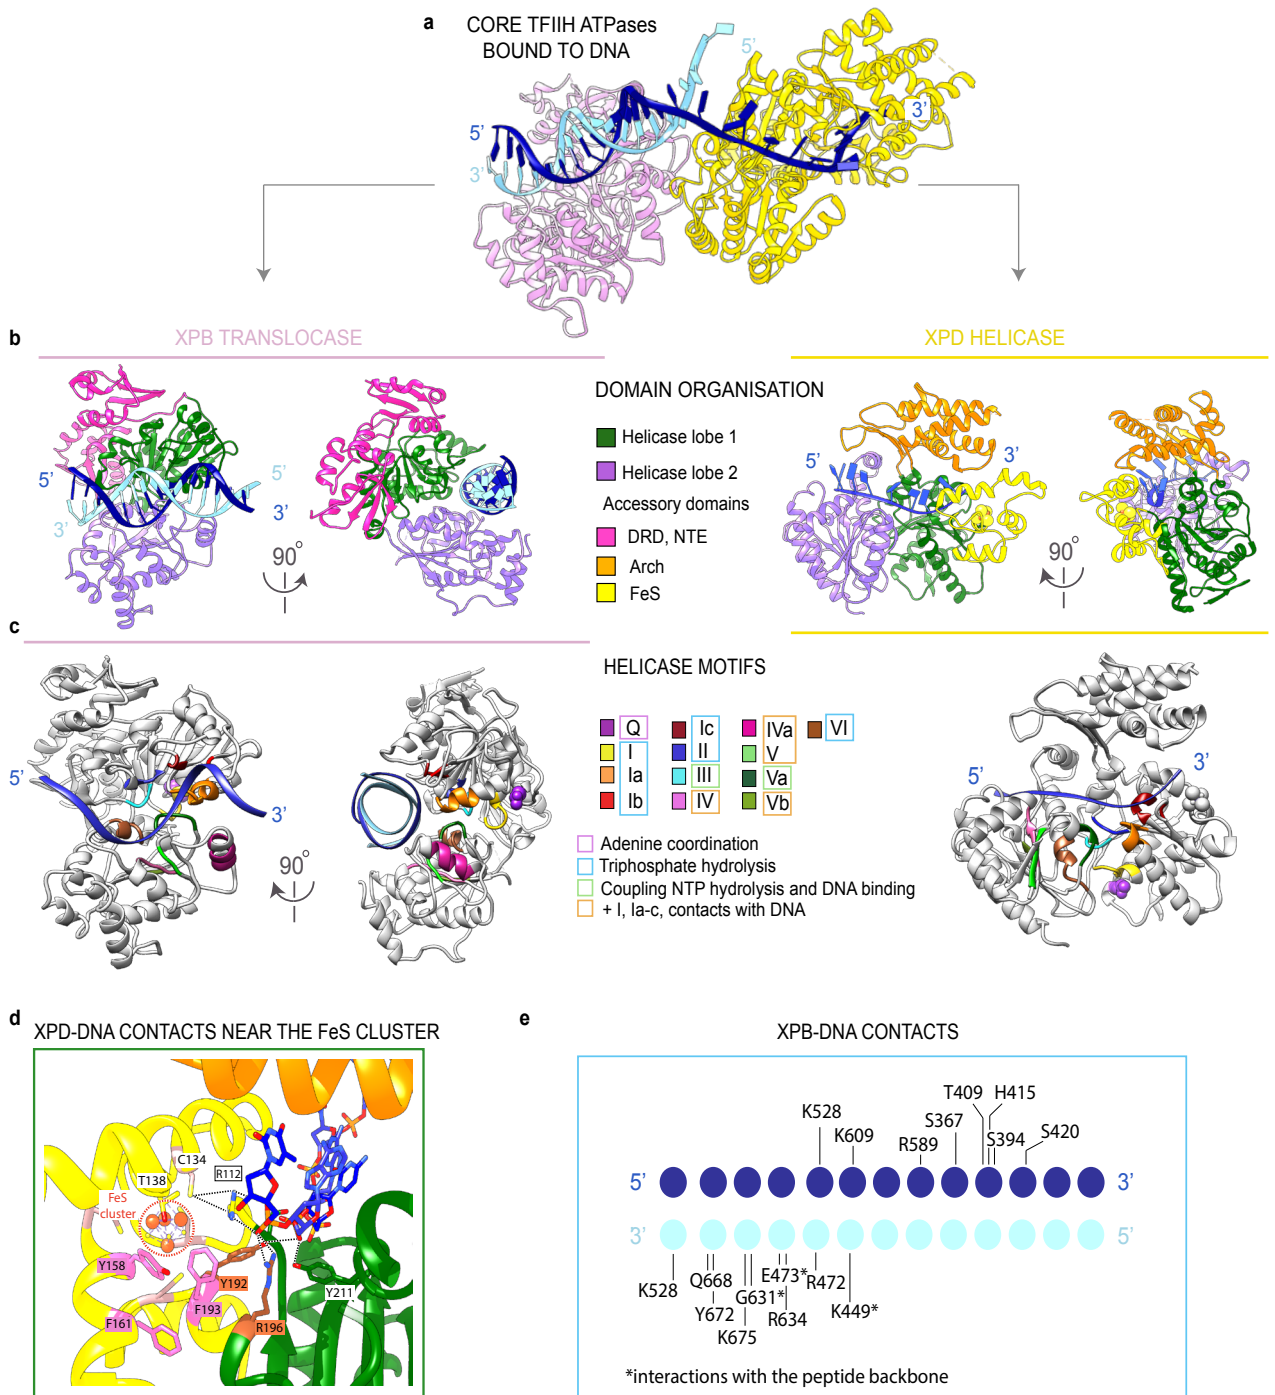 a
CORE TFIIH ATPases
BOUND TO DNA
5'
5'
3'
3'
b
XPB TRANSLOCASE
XPD HELICASE
DOMAIN ORGANISATION
Helicase lobe 1
Helicase lobe 2
Accessory domains
DRD, NTE
Arch
FeS
5'
5'
3'
3'
90°
5'
3'
90°
c
HELICASE MOTIFS
Q
Ic
IVa
VI
I
II
V
Ia
III
Va
Ib
IV
Vb
Adenine coordination
Triphosphate hydrolysis
Coupling NTP hydrolysis and DNA binding
+ I, Ia-c, contacts with DNA
5'
3'
90°
5'
3'
d
XPD-DNA CONTACTS NEAR THE FeS CLUSTER
C134
T138
R112
FeS
cluster
Y158
Y192
Y211
F193
F161
R196
e
XPB-DNA CONTACTS
T409
H415
K528
S367
K609
R589
S394
S420
5'
3'
3'
5'
K528
Q668
E473*
R472
G631*
Y672
R634
K449*
K675
*interactions with the peptide backbone